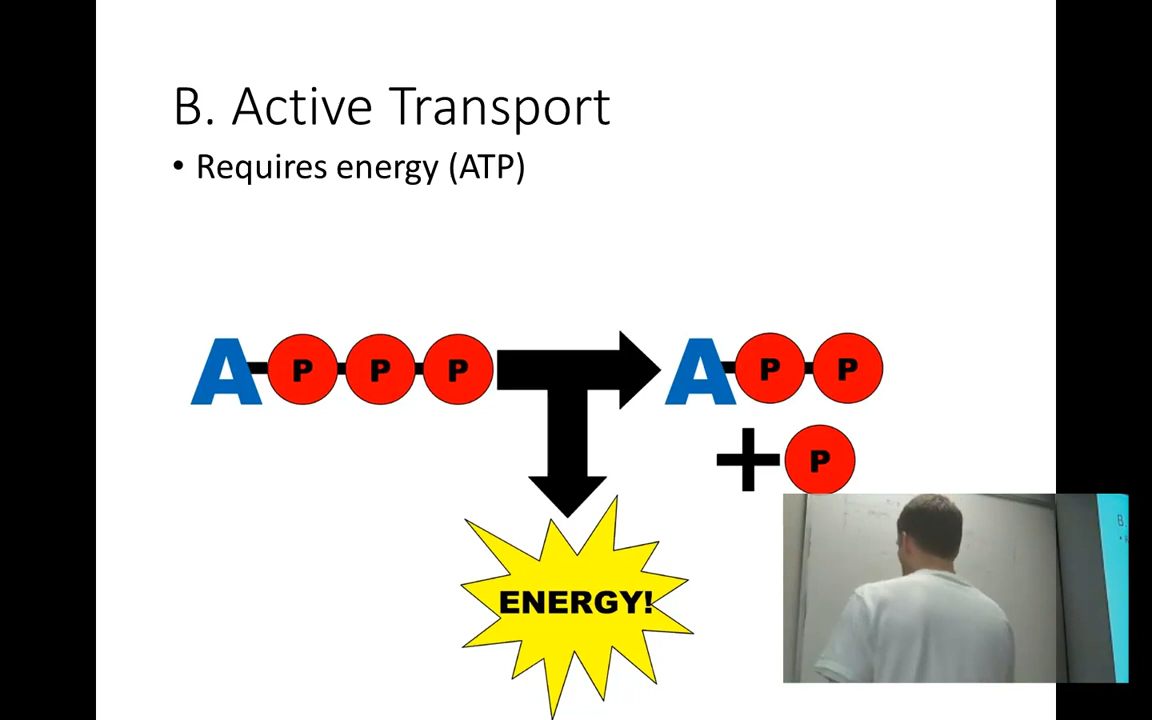 B. Active Transport
• Requires energy (ATP)
A P P P A P P
+ P
ENERGY!
B.